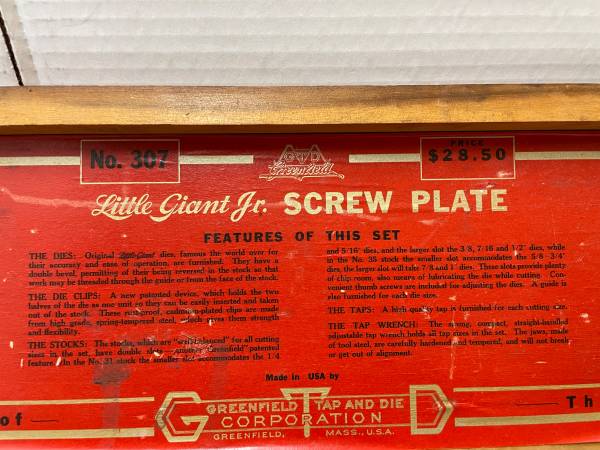 No. 307
GTD
Greenfield
PRICE
$28.50
Little Giant Jr. SCREW PLATE
FEATURES OF THIS SET
THE DIES: Original Little Giant dies, famous the world over for
their accuracy and ease of operation, are furnished. They have a
double bevel, permitting of their being reversed in the stock so that
work may be threaded through the guide or from the face of the stock.
THE DIE CLIPS: A new patented device, which holds the two
halves of the die as one unit so they can be easily inserted and taken
out of the stock. These rust-proof, cadmium-plated clips are made
from high grade, spring-tempered steel, which gives them strength
and flexibility.
THE STOCKS: The stocks, which are "well balanced" for all cutting
sizes in the set, have double slots "Greenfield" patented
feature. In the No. 31 stock the smaller slot accommodates the 1/4
and 5/16" dies, and the larger slot the 3/8, 7/16 and 1/2" dies, while
in the No. 35 stock the smaller slot accommodates the 5/8 - 3/4"
dies, the larger slot will take 7/8 and 1" dies. These slots provide plenty
of chip room, also means of lubricating the die while cutting. Con-
venient thumb screws are included for adjusting the dies. A guide is
also furnished for each die size.
THE TAPS: A high quality tap is furnished for each cutting size.
THE TAP WRENCH: The strong, compact, straight-handled
adjustable tap wrench holds all tap sizes in the set. The jaws, made
of tool steel, are carefully hardened and tempered, and will not break
or get out of alignment.
Made in USA by
of
GTD
GREENFIELD TAP AND DIE
CORPORATION
GREENFIELD, MASS., U.S.A.
Th